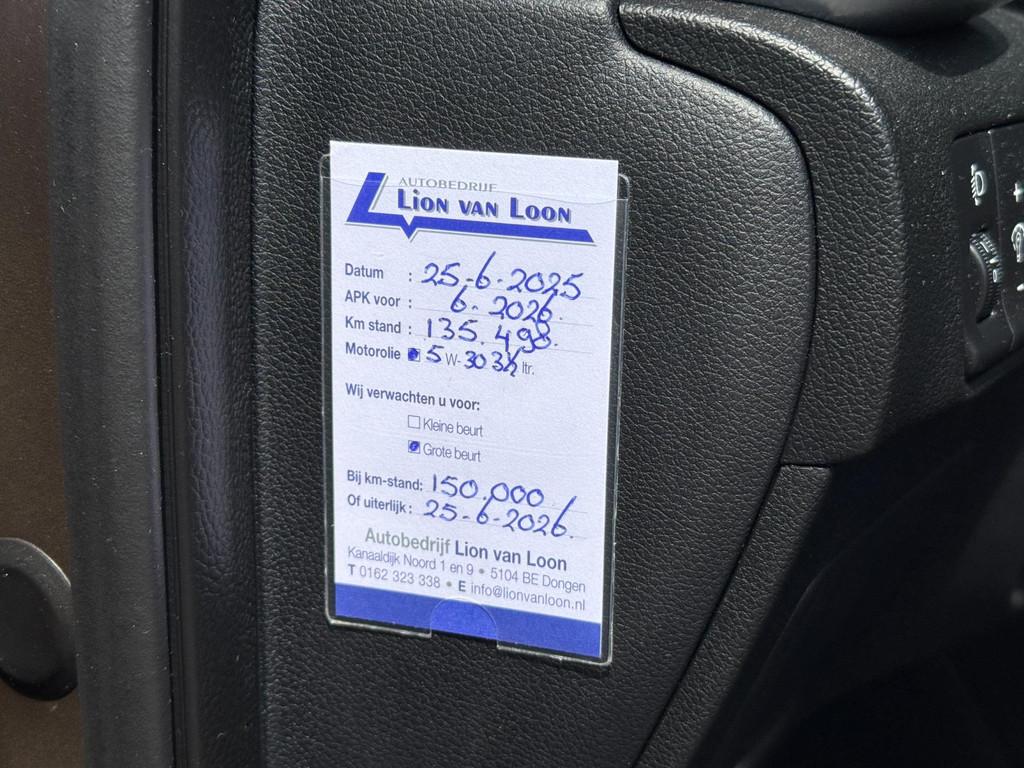 AUTOBEDRIJF
LION VAN LOON
Datum : 25-6-2025
APK voor : 6-2026.
Km stand : 135.498.
Motorolie 5 W-30 3½ ltr.
Wij verwachten u voor:
Kleine beurt
Grote beurt
Bij km-stand: 150.000 /
Of uiterlijk : 25-6-2026.
Autobedrijf Lion van Loon
Kanaaldijk Noord 1 en 9 • 5104 BE Dongen
T 0162 323 338 • E info@lionvanloon.nl